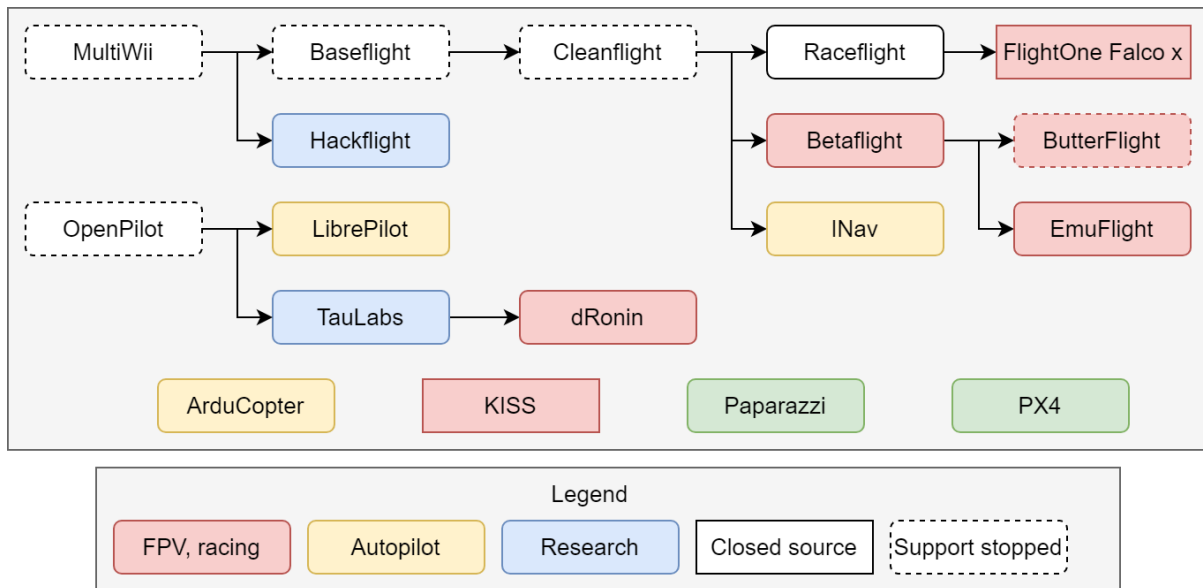 MultiWii
Baseflight
Cleanflight
Raceflight
FlightOne Falco x
Hackflight
Betaflight
ButterFlight
OpenPilot
LibrePilot
INav
EmuFlight
TauLabs
dRonin
ArduCopter
KISS
Paparazzi
PX4
Legend
FPV, racing
Autopilot
Research
Closed source
Support stopped